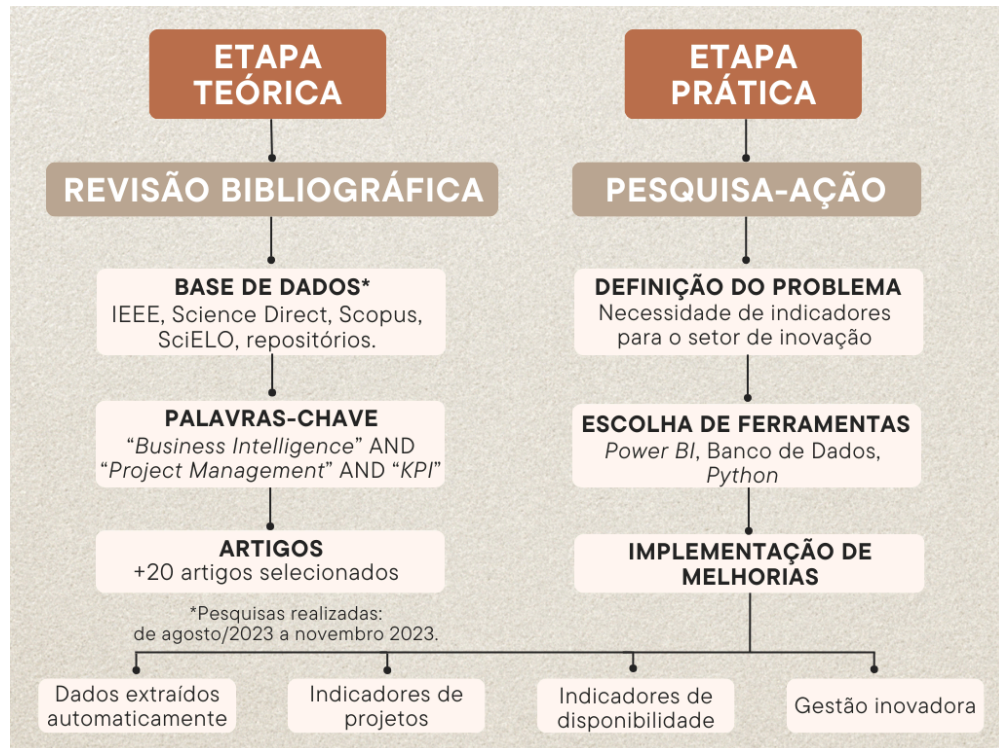 ETAPA
TEÓRICA
REVISÃO BIBLIOGRÁFICA
BASE DE DADOS*
IEEE, Science Direct, Scopus,
SciELO, repositórios.
PALAVRAS-CHAVE
“Business Intelligence” AND
“Project Management” AND “KPI”
ARTIGOS
+20 artigos selecionados
*Pesquisas realizadas:
de agosto/2023 a novembro 2023.
ETAPA
PRÁTICA
PESQUISA-AÇÃO
DEFINIÇÃO DO PROBLEMA
Necessidade de indicadores
para o setor de inovação
ESCOLHA DE FERRAMENTAS
Power BI, Banco de Dados,
Python
IMPLEMENTAÇÃO DE
MELHORIAS
Dados extraídos
automaticamente
Indicadores de
projetos
Indicadores de
disponibilidade
Gestão inovadora